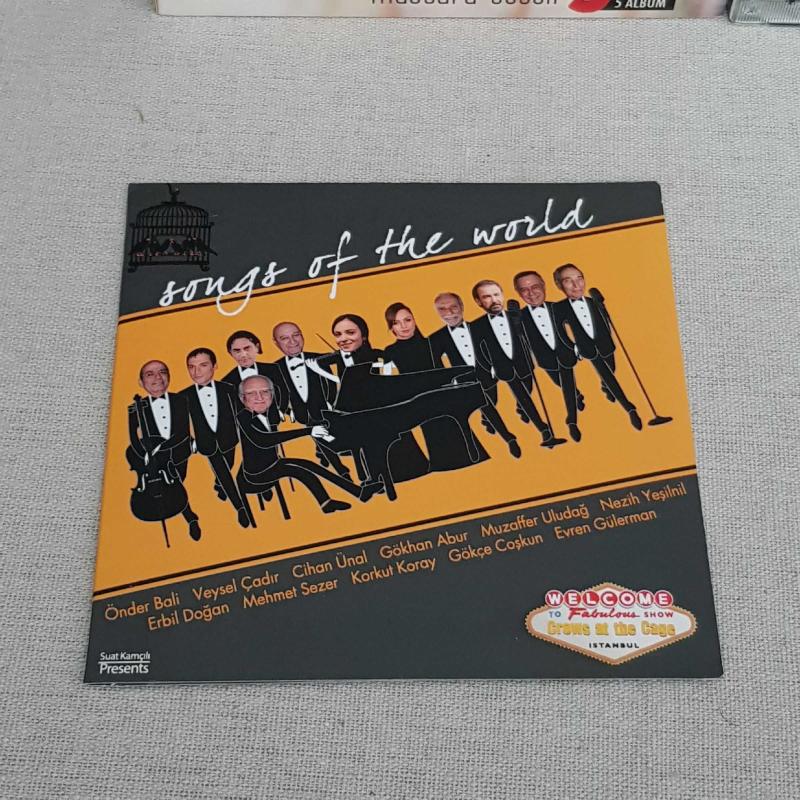 5 ALBÜM
songs of the world
Önder Bali Veysel Çadır Cihan Ünal Gökhan Abur Muzaffer Uludağ Nezih Yeşilnil
Erbil Doğan Mehmet Sezer Korkut Koray Gökçe Coşkun Evren Gülerman
WELCOME
TO Fabulous SHOW
Crows at the Cage
ISTANBUL
Suat Kamçılı
Presents